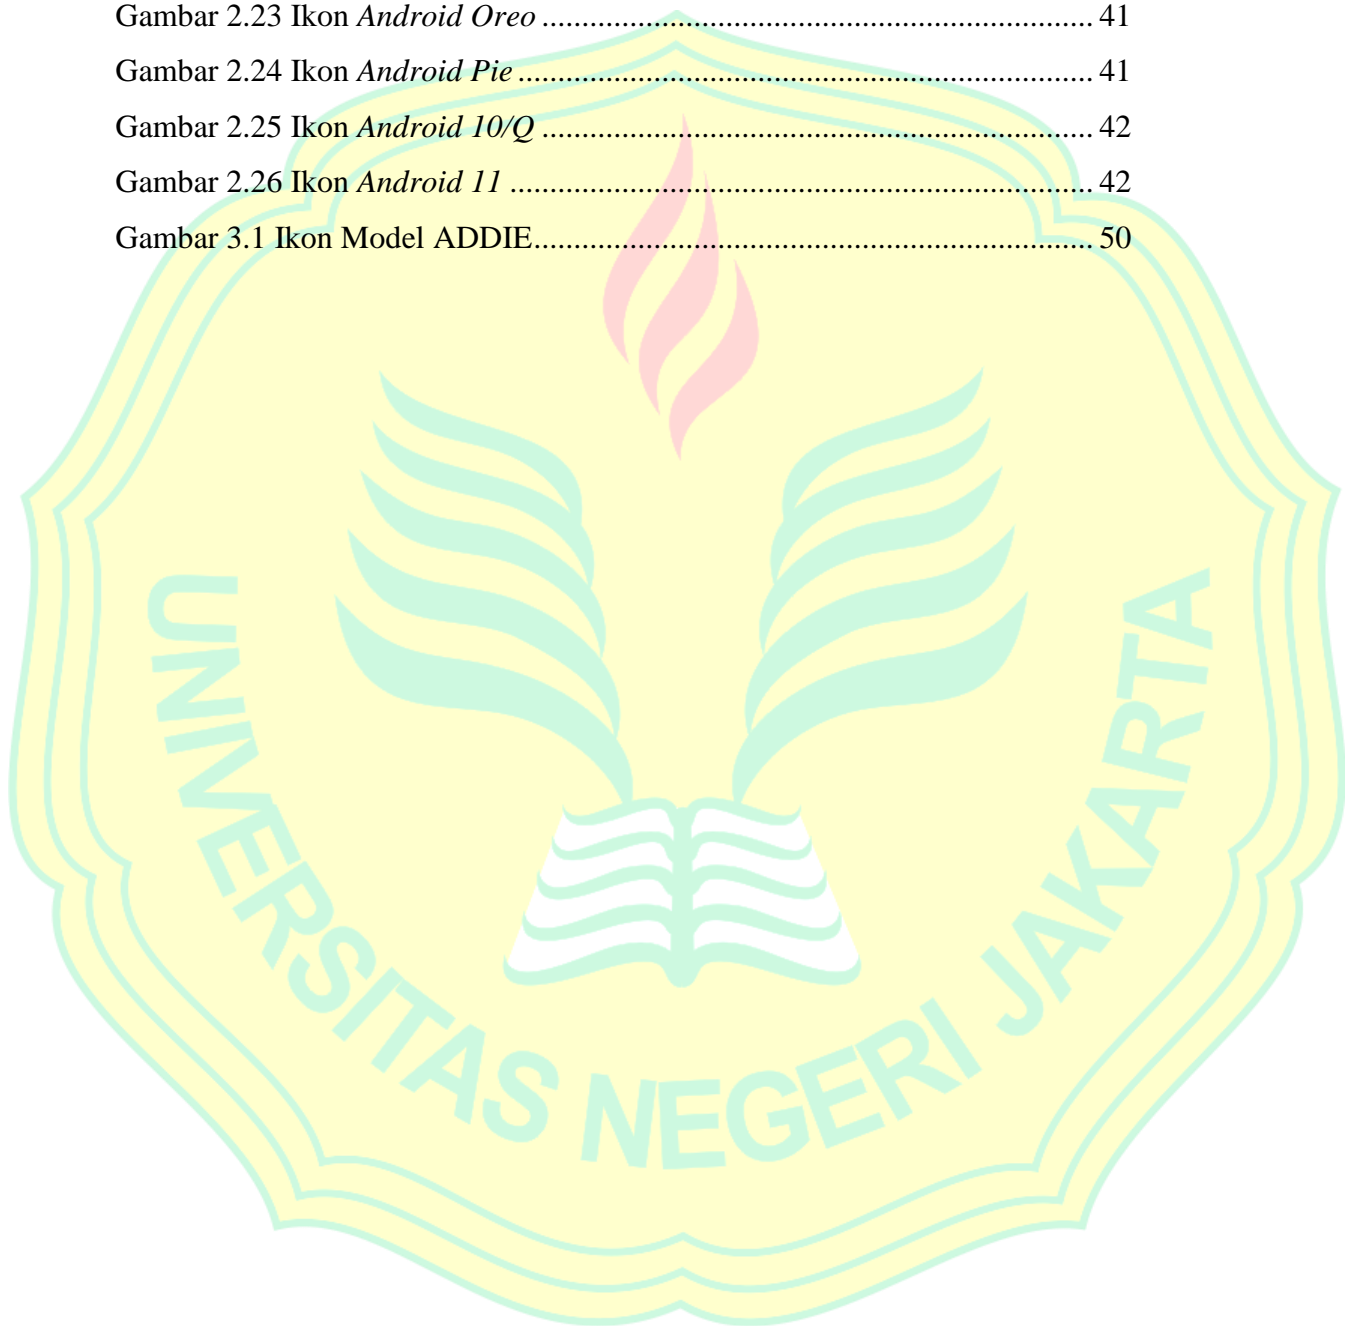 Gambar 2.23 Ikon Android Oreo ..................................................................... 41
Gambar 2.24 Ikon Android Pie ........................................................................ 41
Gambar 2.25 Ikon Android 10/Q ..................................................................... 42
Gambar 2.26 Ikon Android 11 ......................................................................... 42
Gambar 3.1 Ikon Model ADDIE...................................................................... 50
UNIVERSITAS NEGERI JAKARTA